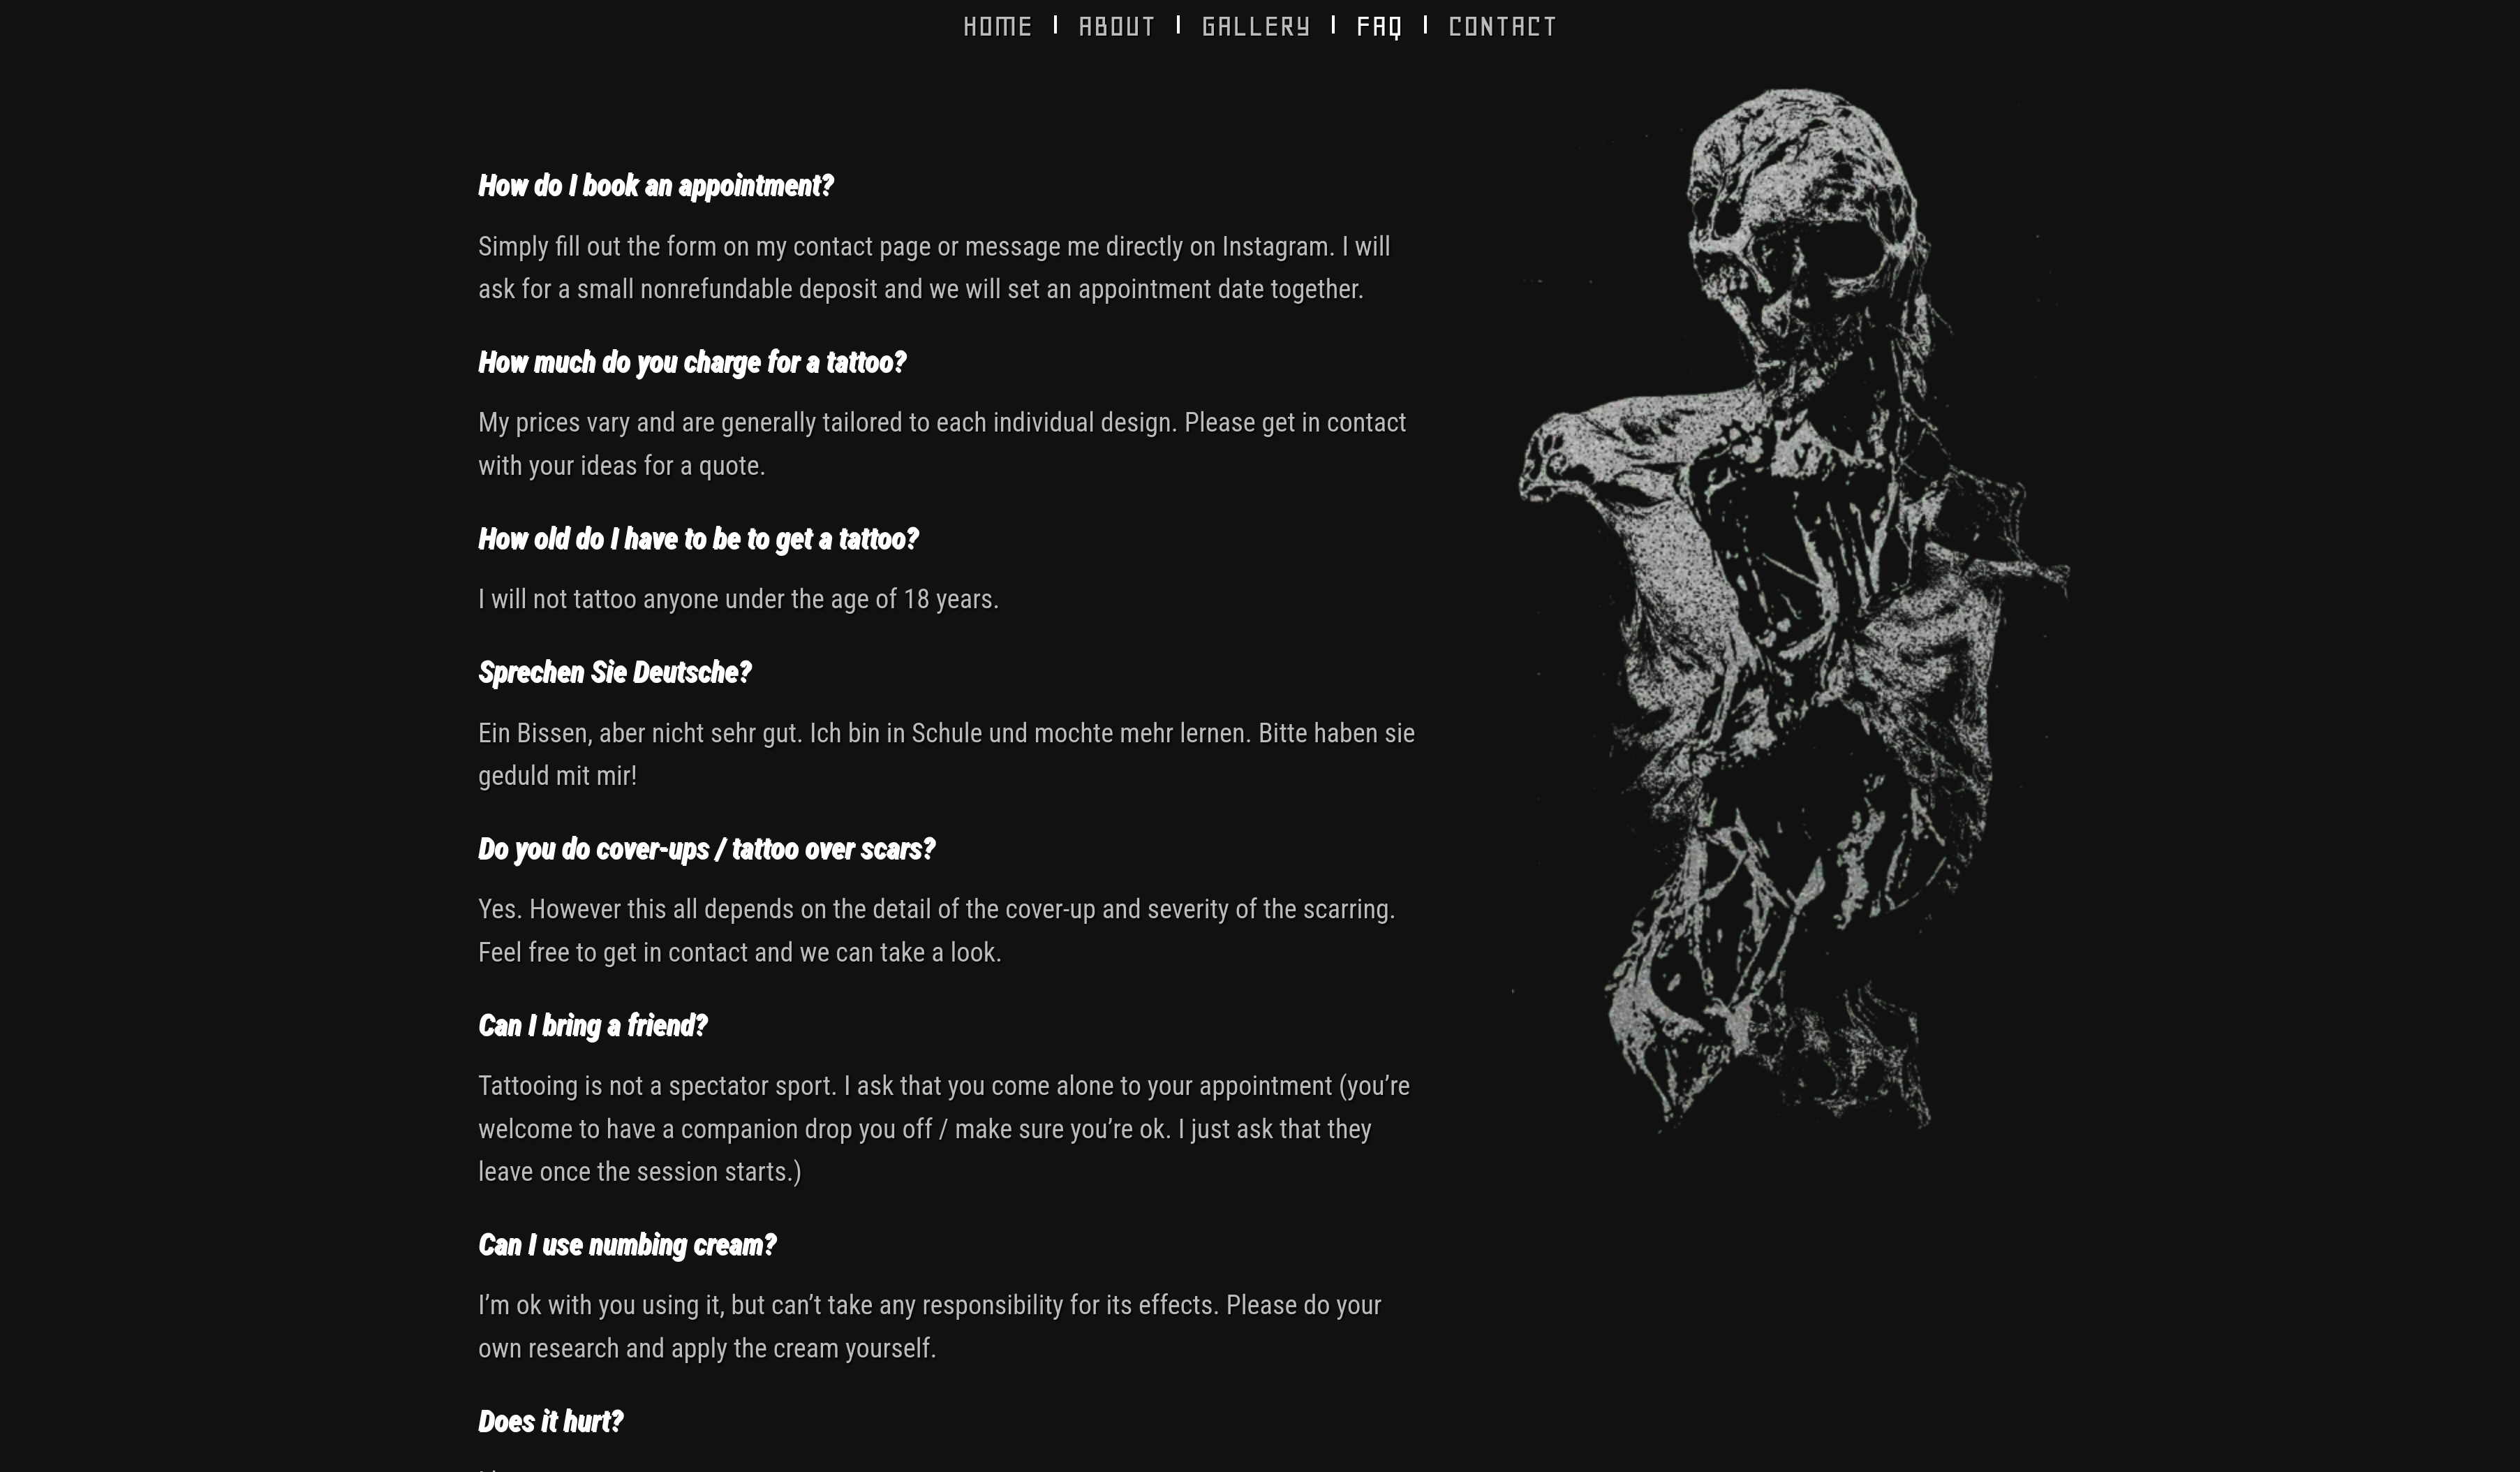 HOME | ABOUT | GALLERY | FAQ | CONTACT
How do I book an appointment?
Simply fill out the form on my contact page or message me directly on Instagram. I will
ask for a small nonrefundable deposit and we will set an appointment date together.
How much do you charge for a tattoo?
My prices vary and are generally tailored to each individual design. Please get in contact
with your ideas for a quote.
How old do I have to be to get a tattoo?
I will not tattoo anyone under the age of 18 years.
Sprechen Sie Deutsche?
Ein Bissen, aber nicht sehr gut. Ich bin in Schule und mochte mehr lernen. Bitte haben sie
geduld mit mir!
Do you do cover-ups / tattoo over scars?
Yes. However this all depends on the detail of the cover-up and severity of the scarring.
Feel free to get in contact and we can take a look.
Can I bring a friend?
Tattooing is not a spectator sport. I ask that you come alone to your appointment (you’re
welcome to have a companion drop you off / make sure you’re ok. I just ask that they
leave once the session starts.)
Can I use numbing cream?
I’m ok with you using it, but can’t take any responsibility for its effects. Please do your
own research and apply the cream yourself.
Does it hurt?